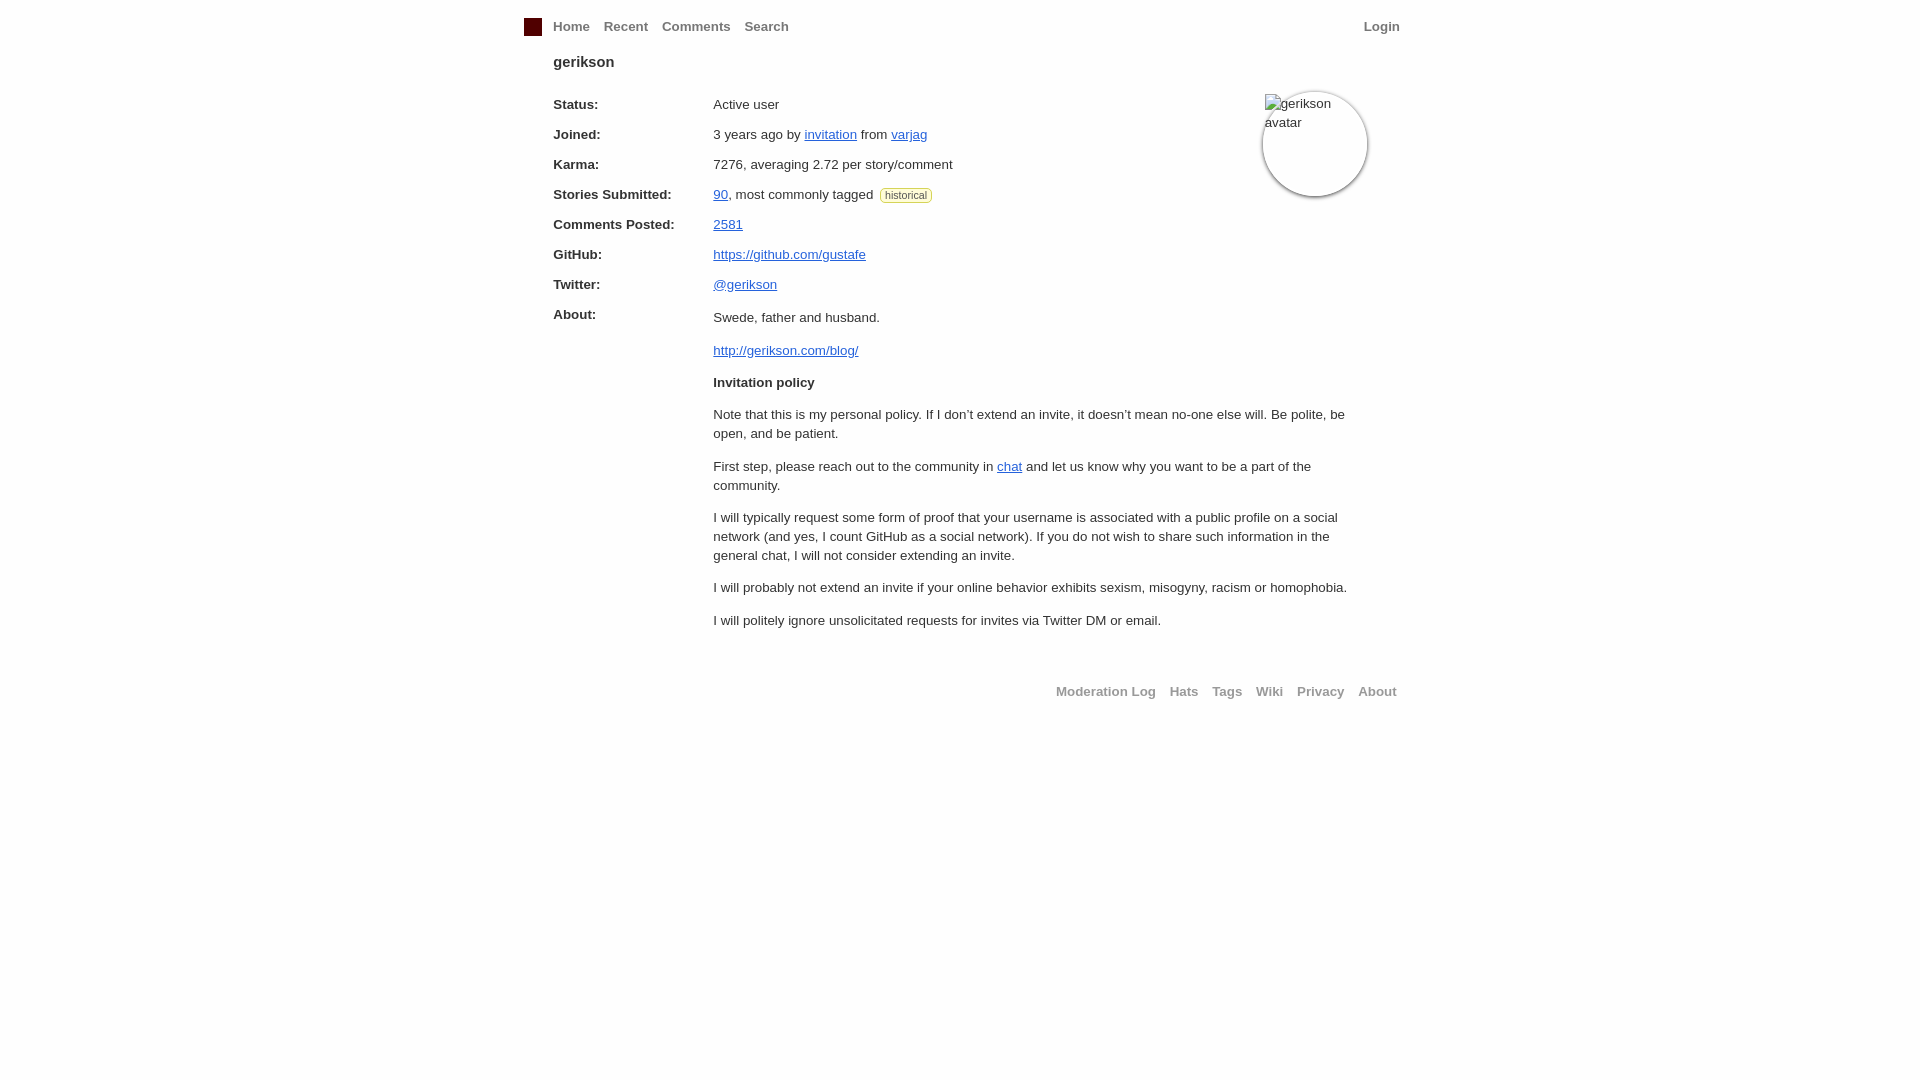 Home Recent Comments Search Login
gerikson
Status: Active user
gerikson avatar
Joined: 3 years ago by invitation from varjag
Karma: 7276, averaging 2.72 per story/comment
Stories Submitted: 90, most commonly tagged historical
Comments Posted: 2581
GitHub: https://github.com/gustafe
Twitter: @gerikson
About: Swede, father and husband.
http://gerikson.com/blog/
Invitation policy
Note that this is my personal policy. If I don’t extend an invite, it doesn’t mean no-one else will. Be polite, be
open, and be patient.
First step, please reach out to the community in chat and let us know why you want to be a part of the
community.
I will typically request some form of proof that your username is associated with a public profile on a social
network (and yes, I count GitHub as a social network). If you do not wish to share such information in the
general chat, I will not consider extending an invite.
I will probably not extend an invite if your online behavior exhibits sexism, misogyny, racism or homophobia.
I will politely ignore unsolicitated requests for invites via Twitter DM or email.
Moderation Log Hats Tags Wiki Privacy About